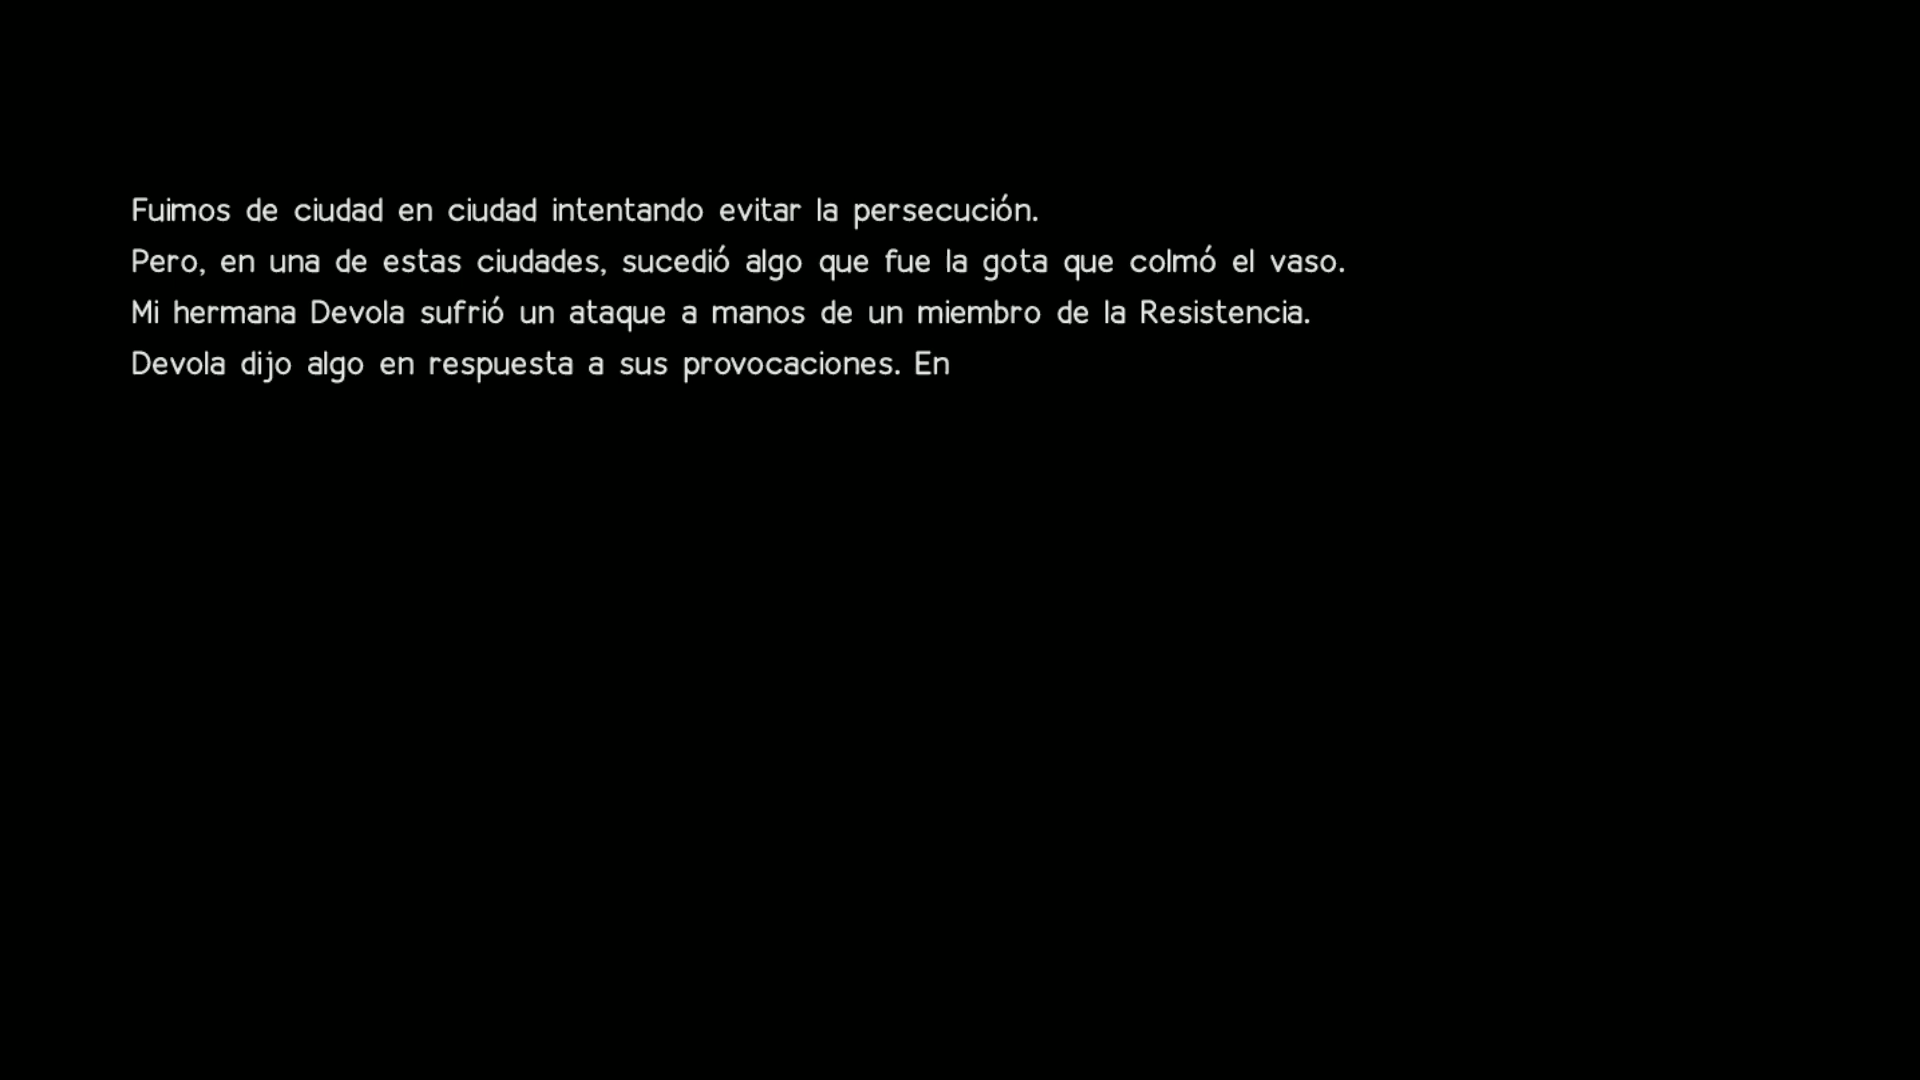 Fuimos de ciudad en ciudad intentando evitar la persecución.
Pero, en una de estas ciudades, sucedió algo que fue la gota que colmó el vaso.
Mi hermana Devola sufrió un ataque a manos de un miembro de la Resistencia.
Devola dijo algo en respuesta a sus provocaciones. En